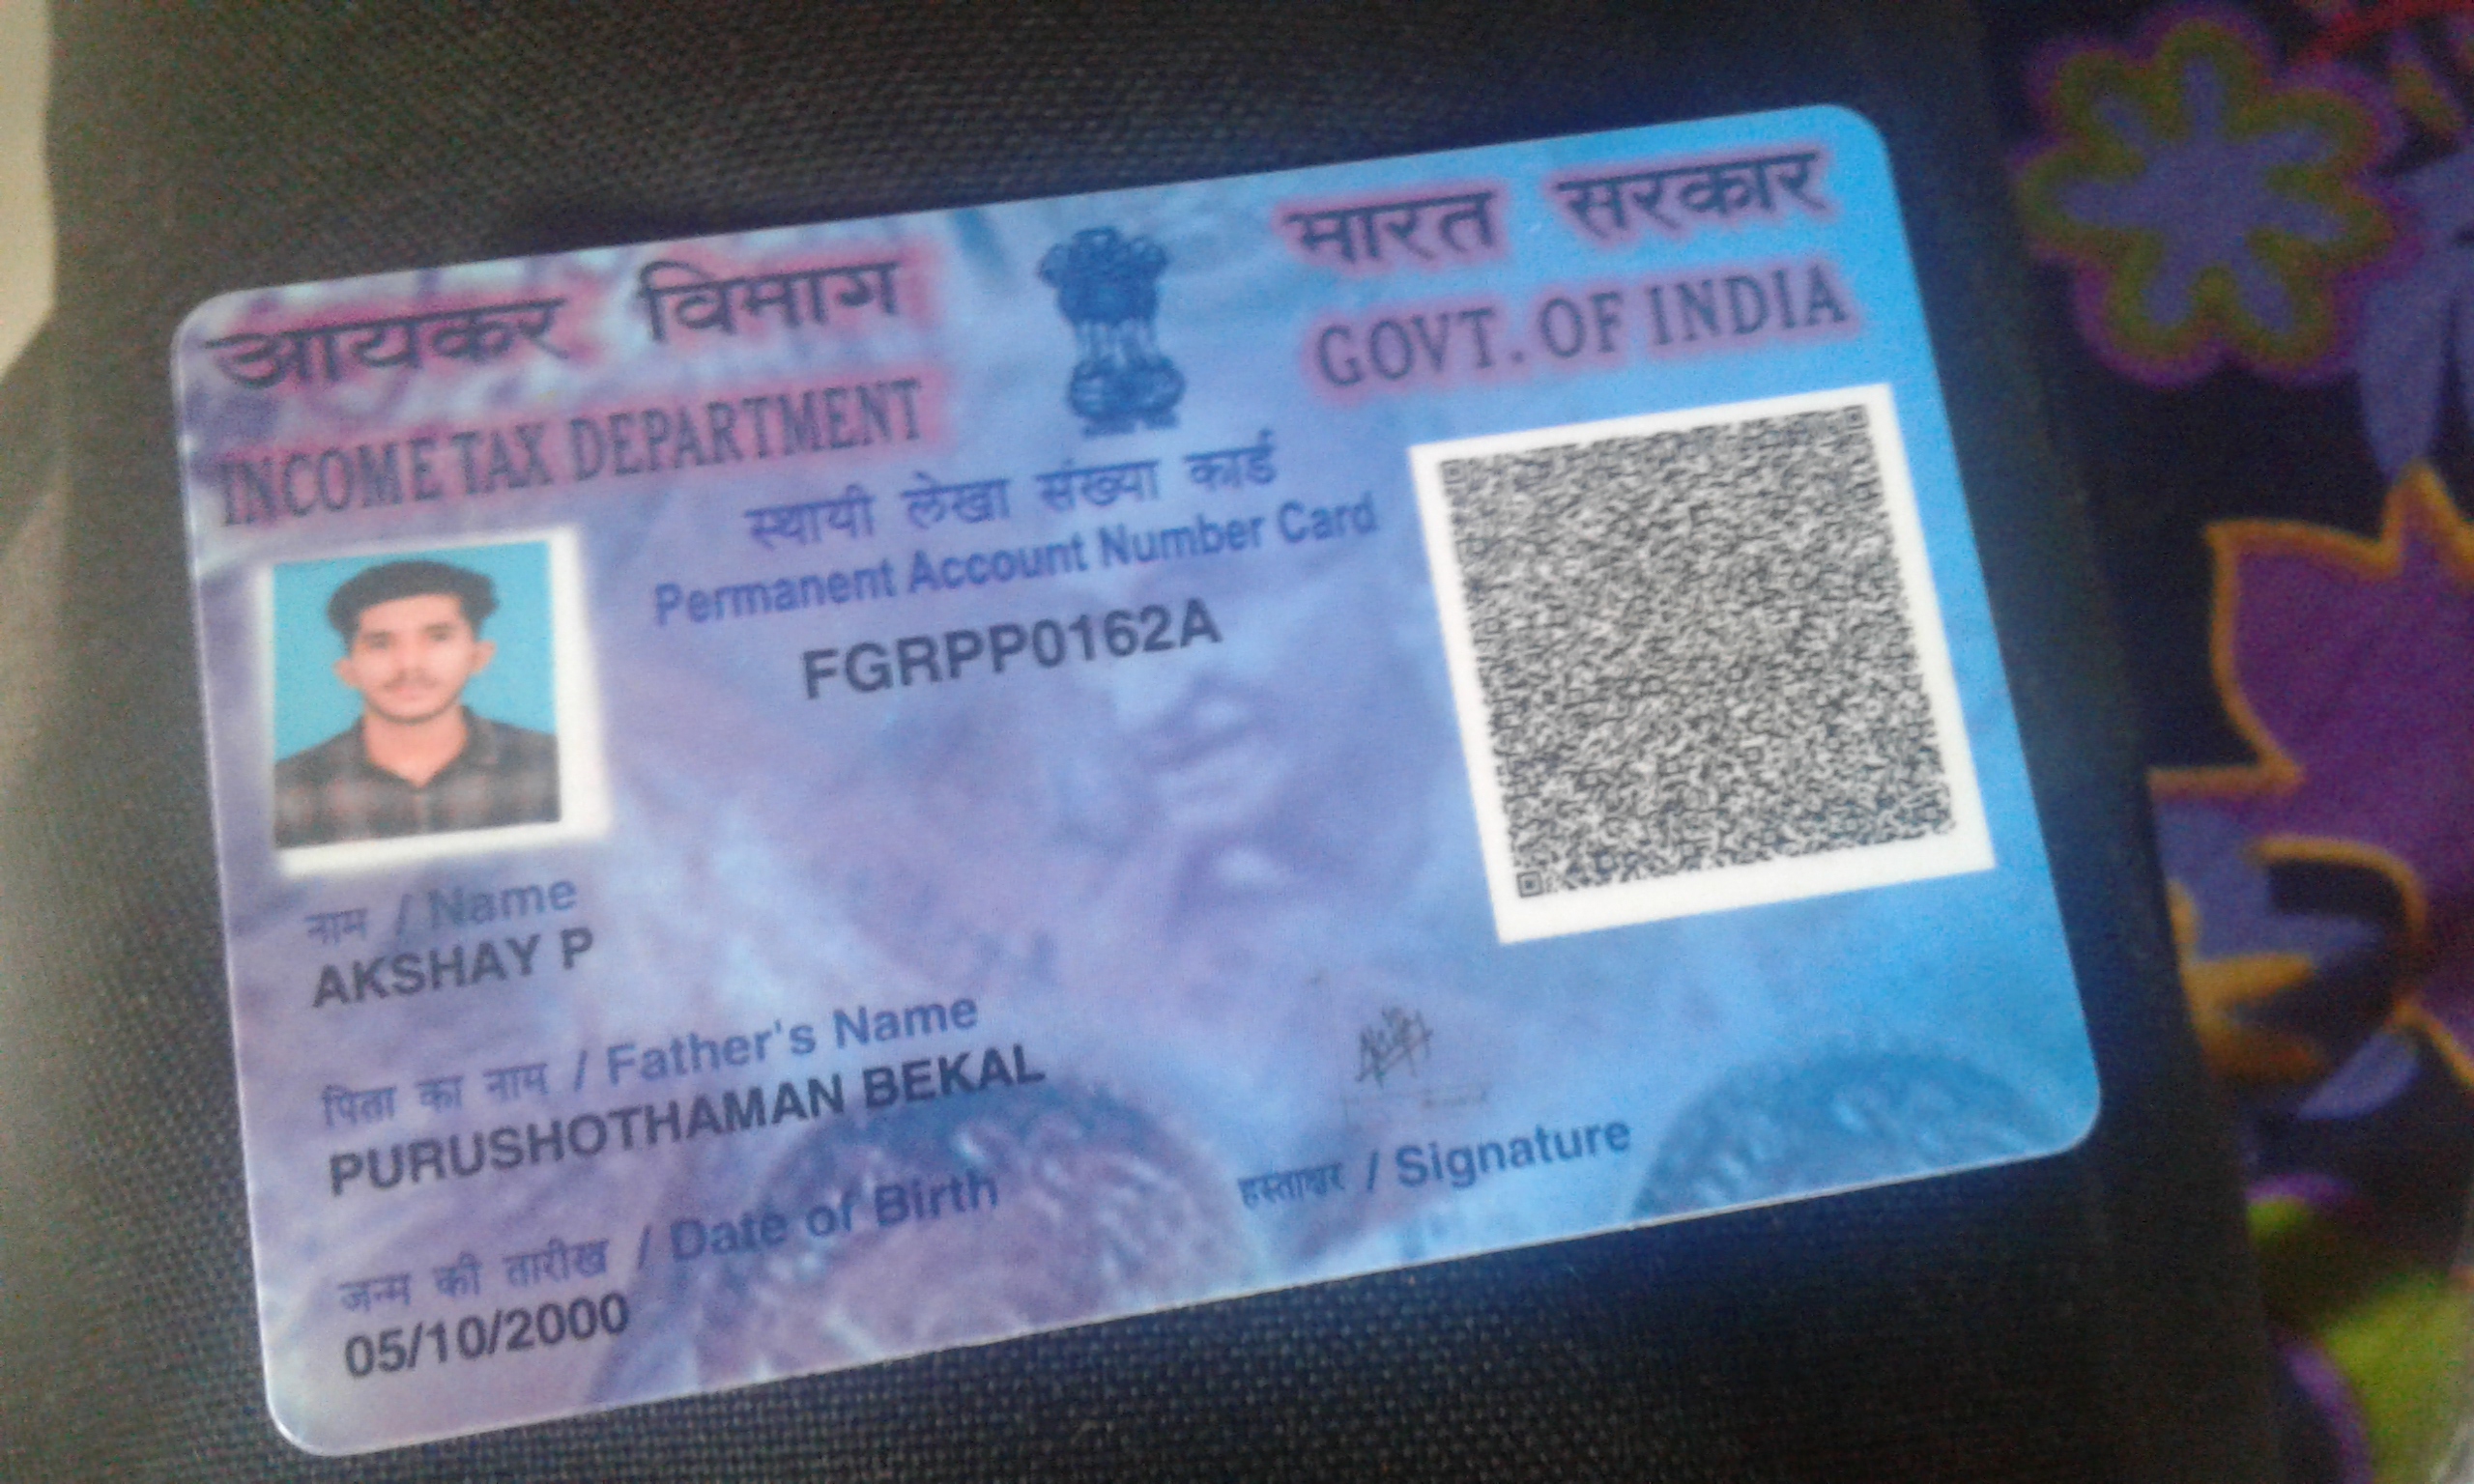 आयकर विभाग
INCOME TAX DEPARTMENT
भारत सरकार
GOVT. OF INDIA
स्थायी लेखा संख्या कार्ड
Permanent Account Number Card
FGRPP0162A
नाम / Name
AKSHAY P
पिता का नाम / Father's Name
PURUSHOTHAMAN BEKAL
जन्म की तारीख / Date of Birth
05/10/2000
हस्ताक्षर / Signature